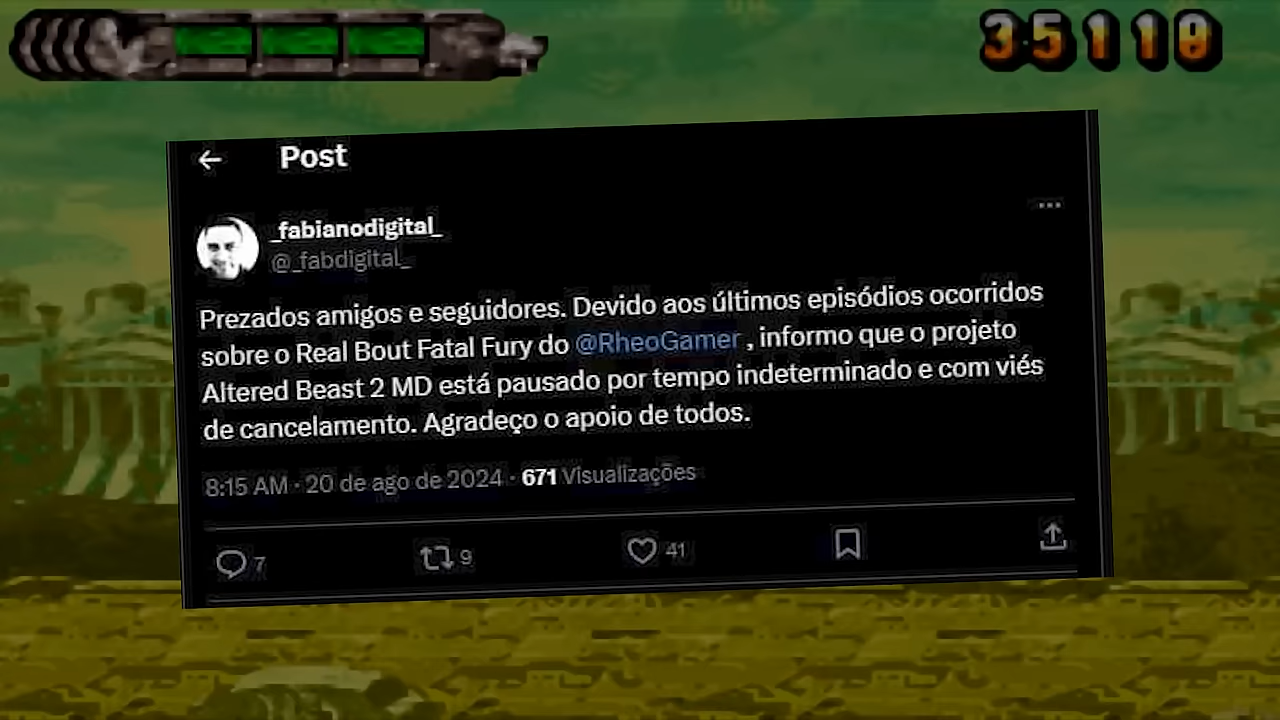 35110
Post
_fabianodigital_
@_fabdigital_
Prezados amigos e seguidores. Devido aos últimos episódios ocorridos
sobre o Real Bout Fatal Fury do @RheoGamer , informo que o projeto
Altered Beast 2 MD está pausado por tempo indeterminado e com viés
de cancelamento. Agradeço o apoio de todos.
8:15 AM · 20 de ago de 2024 · 671 Visualizações
7 9 41